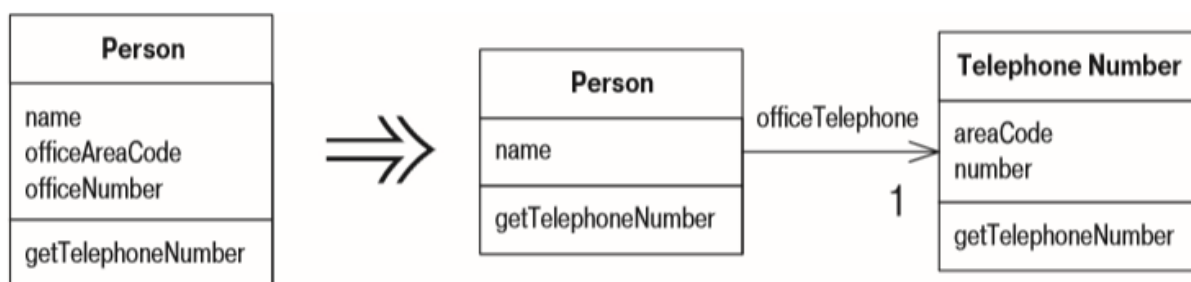 Person
name
officeAreaCode
officeNumber
getTelephoneNumber
Person
name
getTelephoneNumber
officeTelephone
1
Telephone Number
areaCode
number
getTelephoneNumber